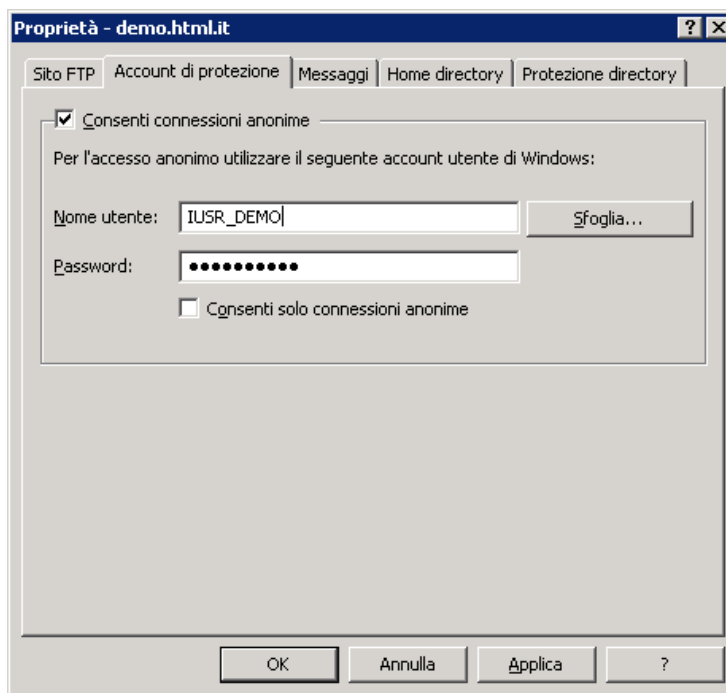 Proprietà - demo.html.it
Sito FTP Account di protezione Messaggi Home directory Protezione directory
Consenti connessioni anonime
Per l'accesso anonimo utilizzare il seguente account utente di Windows:
Nome utente: IUSR_DEMO Sfoglia...
Password: ●●●●●●●●●●
Consenti solo connessioni anonime
OK Annulla Applica ?